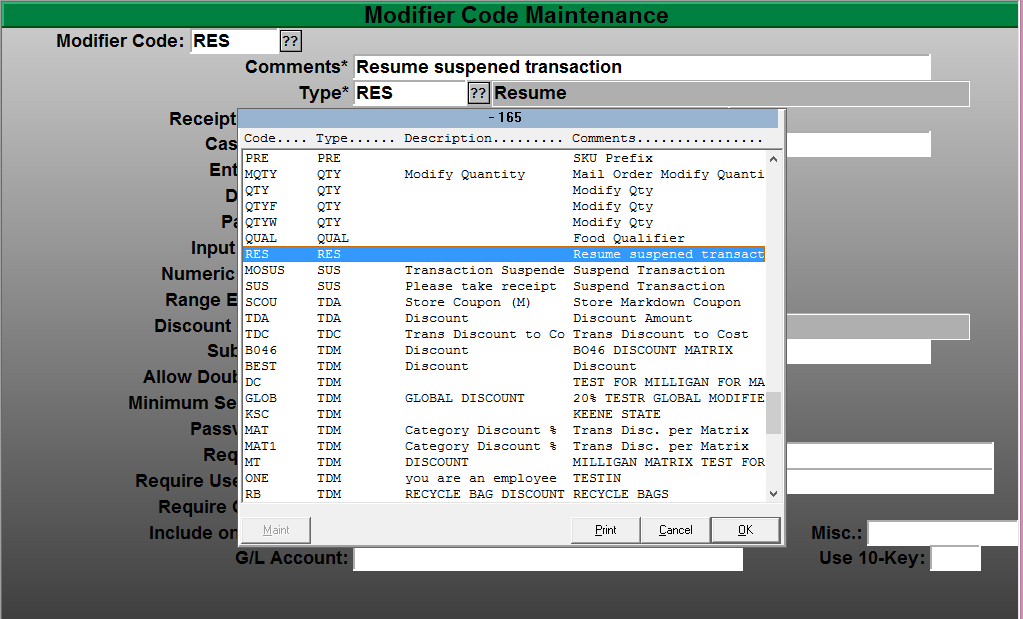 Modifier Code Maintenance
Modifier Code: RES ??
Comments* Resume suspened transaction
Type* RES ?? Resume
Receipt
Cas
Ent
D
Pa
Input
Numeric
Range E
Discount
Sub
Allow Doub
Minimum Se
Passw
Req
Require Use
Require C
Include on
- 165
Code.... Type...... Description......... Comments................
PRE PRE SKU Prefix
MQTY QTY Modify Quantity Mail Order Modify Quanti
QTY QTY Modify Qty
QTYF QTY Modify Qty
QTYW QTY Modify Qty
QUAL QUAL Food Qualifier
RES RES Resume suspened transact
MOSUS SUS Transaction Suspende Suspend Transaction
SUS SUS Please take receipt Suspend Transaction
SCOU TDA Store Coupon (M) Store Markdown Coupon
TDA TDA Discount Discount Amount
TDC TDC Trans Discount to Co Trans Discount to Cost
B046 TDM Discount BO46 DISCOUNT MATRIX
BEST TDM Discount Discount
DC TDM TEST FOR MILLIGAN FOR MA
GLOB TDM GLOBAL DISCOUNT 20% TESTR GLOBAL MODIFIE
KSC TDM KEENE STATE
MAT TDM Category Discount % Trans Disc. per Matrix
MAT1 TDM Category Discount % Trans Disc. per Matrix
MT TDM DISCOUNT MILLIGAN MATRIX TEST FOR
ONE TDM you are an employee TESTIN
RB TDM RECYCLE BAG DISCOUNT RECYCLE BAGS
Maint Print Cancel OK
Misc.:
G/L Account: Use 10-Key: